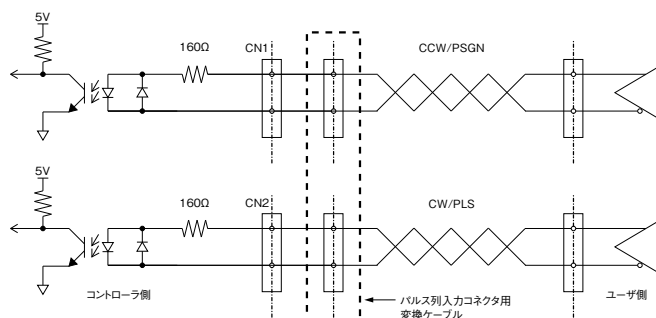 5V
160Ω
CN1
CCW/PSGN
5V
160Ω
CN2
CW/PLS
コントローラ側
パルス列入力コネクタ用
変換ケーブル
ユーザ側